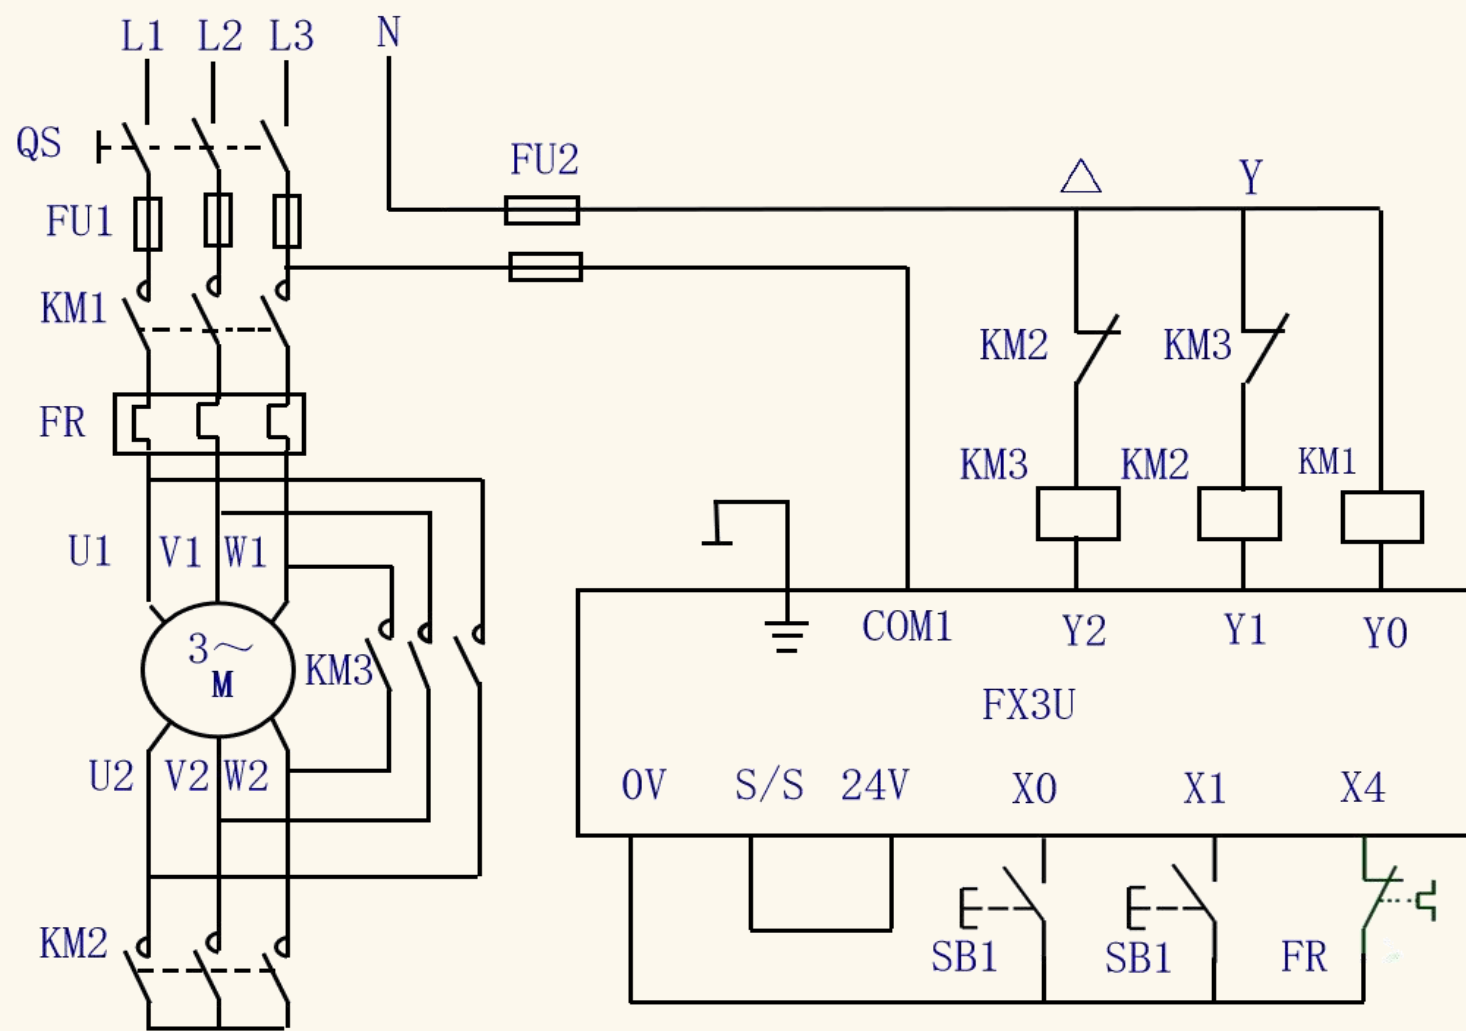 L1 L2 L3 N
QS
FU2
△ Y
FU1
KM1
KM2 KM3
FR
KM3 KM2 KM1
U1 V1 W1
COM1 Y2 Y1 Y0
3～
M
KM3
FX3U
U2 V2 W2
0V S/S 24V X0 X1 X4
KM2
SB1 SB1 FR